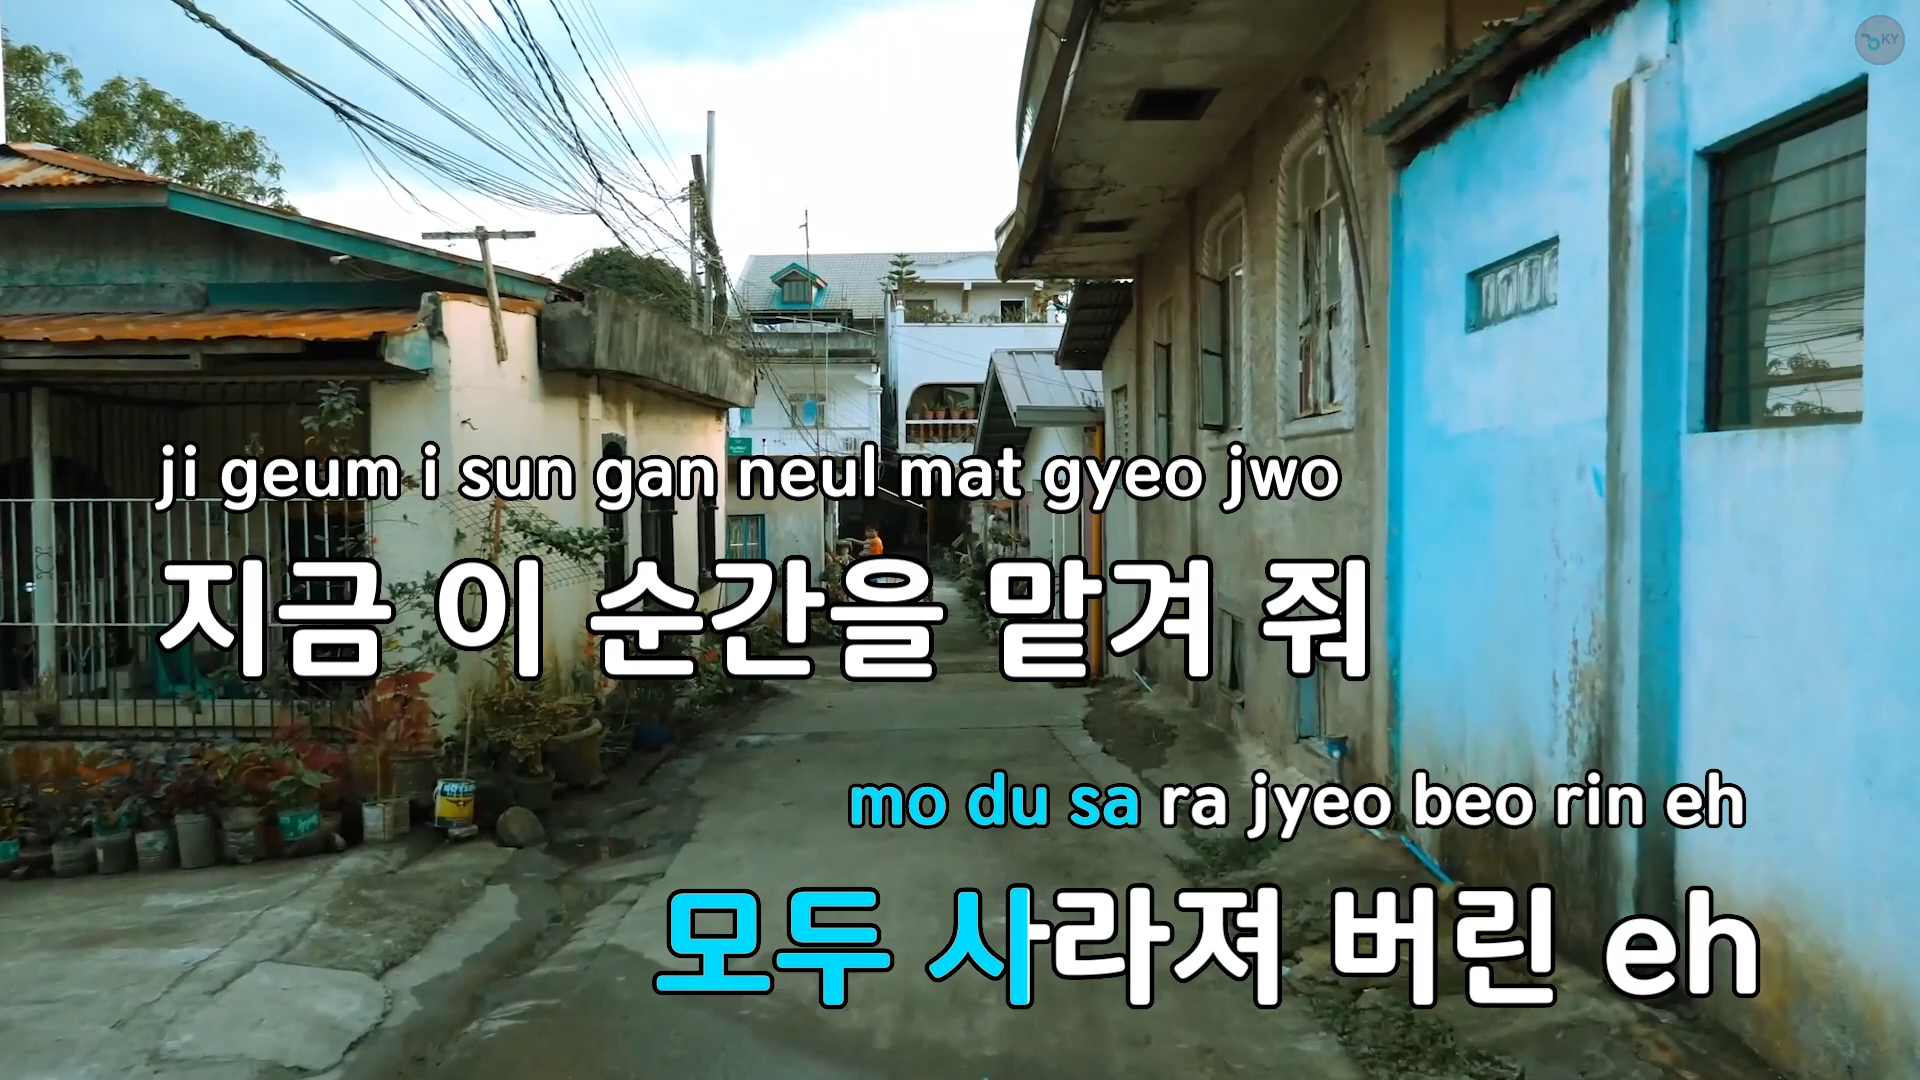 KY
ji geum i sun gan neul mat gyeo jwo
지금 이 순간을 맡겨 줘
mo du sa ra jyeo beo rin eh
모두 사라져 버린 eh